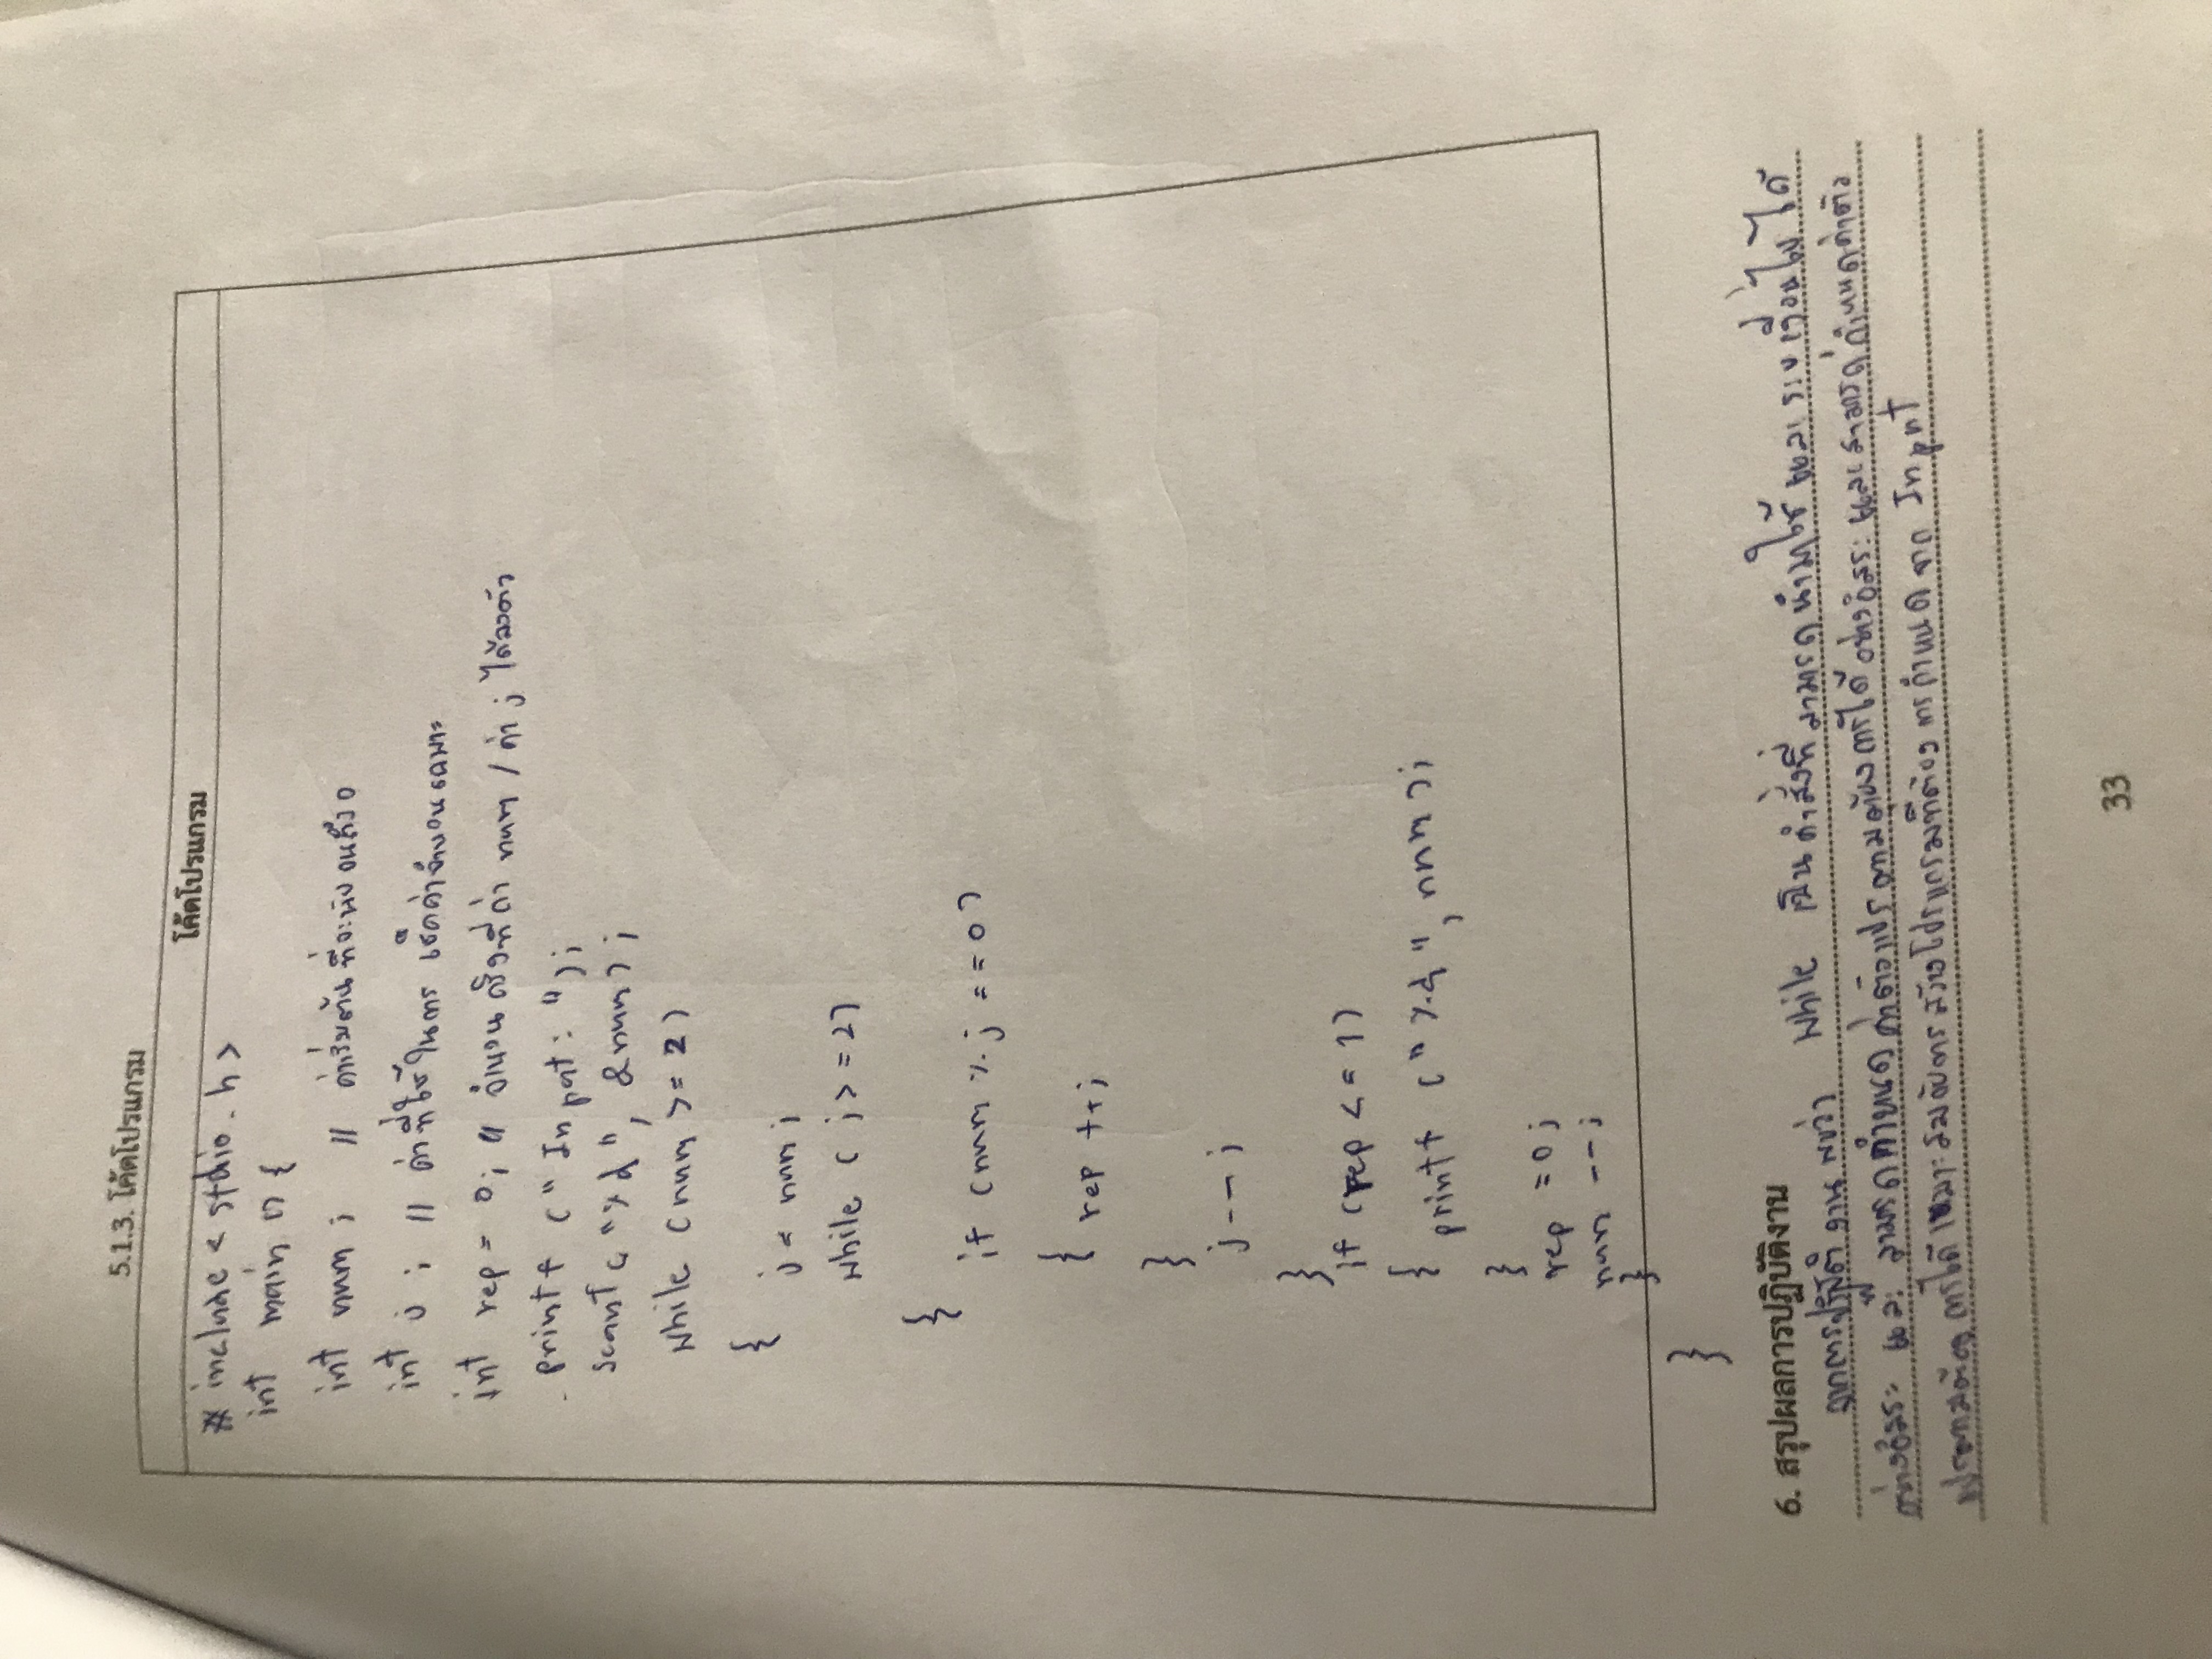 5.1.3. โค้ดโปรแกรม
โค้ดโปรแกรม
# include < stdio.h >
int main () {
int num ; // ค่าเริ่มต้นที่จะนับจนถึง 0
int j ; // ค่าที่ใช้ในการ เช็คค่าจำนวนเฉพาะ
int rep = 0; // จำนวนครั้งที่ค่า num / ค่า j ได้ลงตัว
printf (" Input : ");
scanf ( "%d", &num) ;
while (num >= 2)
{
j = num ;
while ( j > = 2)
{
if (num % j == 0)
{ rep ++;
}
j -- ;
}
if (rep <= 1)
{ printf ( " %d ", num );
}
rep = 0 ;
num -- ;
}
}
6. สรุปผลการปฏิบัติงาน
จากการปฏิบัติงาน พบว่า While เป็นคำสั่งที่สามารถนำมาใช้ และ ระบุเงื่อนไขได้
อย่างอิสระ และ สามารถกำหนด ค่าตัวแปร ตามต้องการได้ อย่างอิสระ และ สามารถกำหนดค่าตัว
แปรตามต้องการได้ เหมาะสมกับการสร้างโปรแกรมที่ต้องการกำหนด จาก Input
33